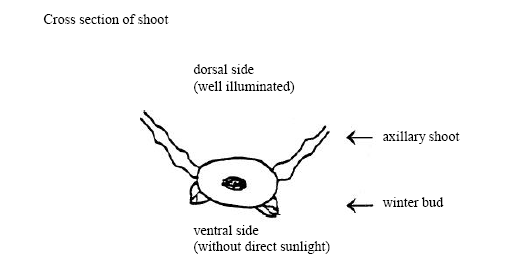 Cross section of shoot
dorsal side
(well illuminated)
axillary shoot
winter bud
ventral side
(without direct sunlight)